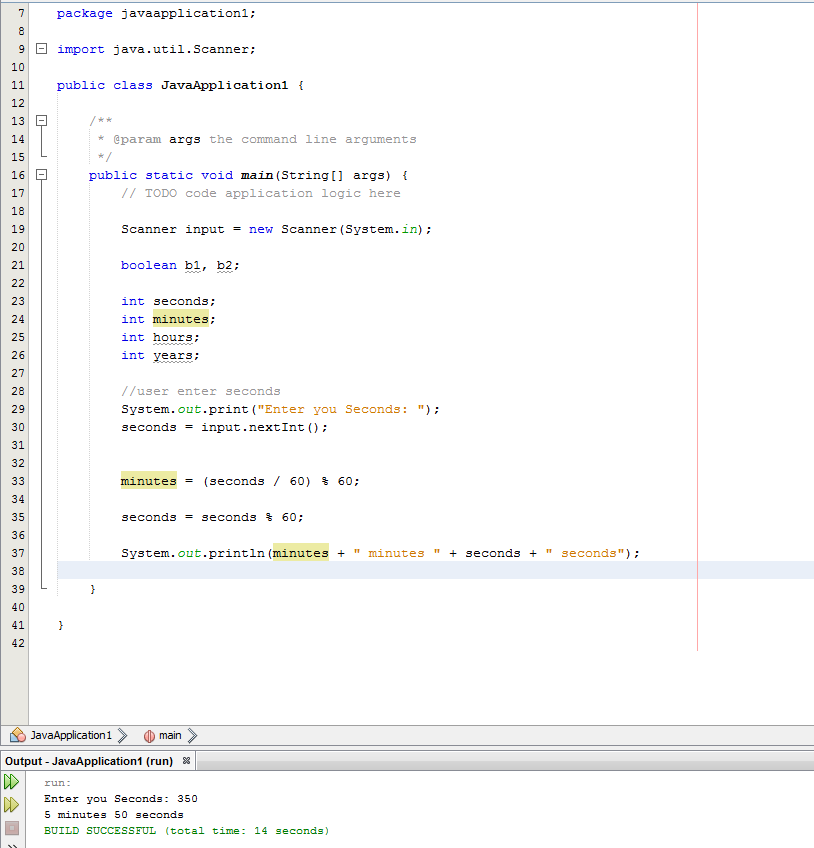 7 package javaapplication1;
8
9 import java.util.Scanner;
10
11 public class JavaApplication1 {
12
13 /**
14 * @param args the command line arguments
15 */
16 public static void main(String[] args) {
17 // TODO code application logic here
18
19 Scanner input = new Scanner(System.in);
20
21 boolean b1, b2;
22
23 int seconds;
24 int minutes;
25 int hours;
26 int years;
27
28 //user enter seconds
29 System.out.print("Enter you Seconds: ");
30 seconds = input.nextInt();
31
32
33 minutes = (seconds / 60) % 60;
34
35 seconds = seconds % 60;
36
37 System.out.println(minutes + " minutes " + seconds + " seconds");
38
39 }
40
41 }
42
JavaApplication1 main
Output - JavaApplication1 (run)
run:
Enter you Seconds: 350
5 minutes 50 seconds
BUILD SUCCESSFUL (total time: 14 seconds)